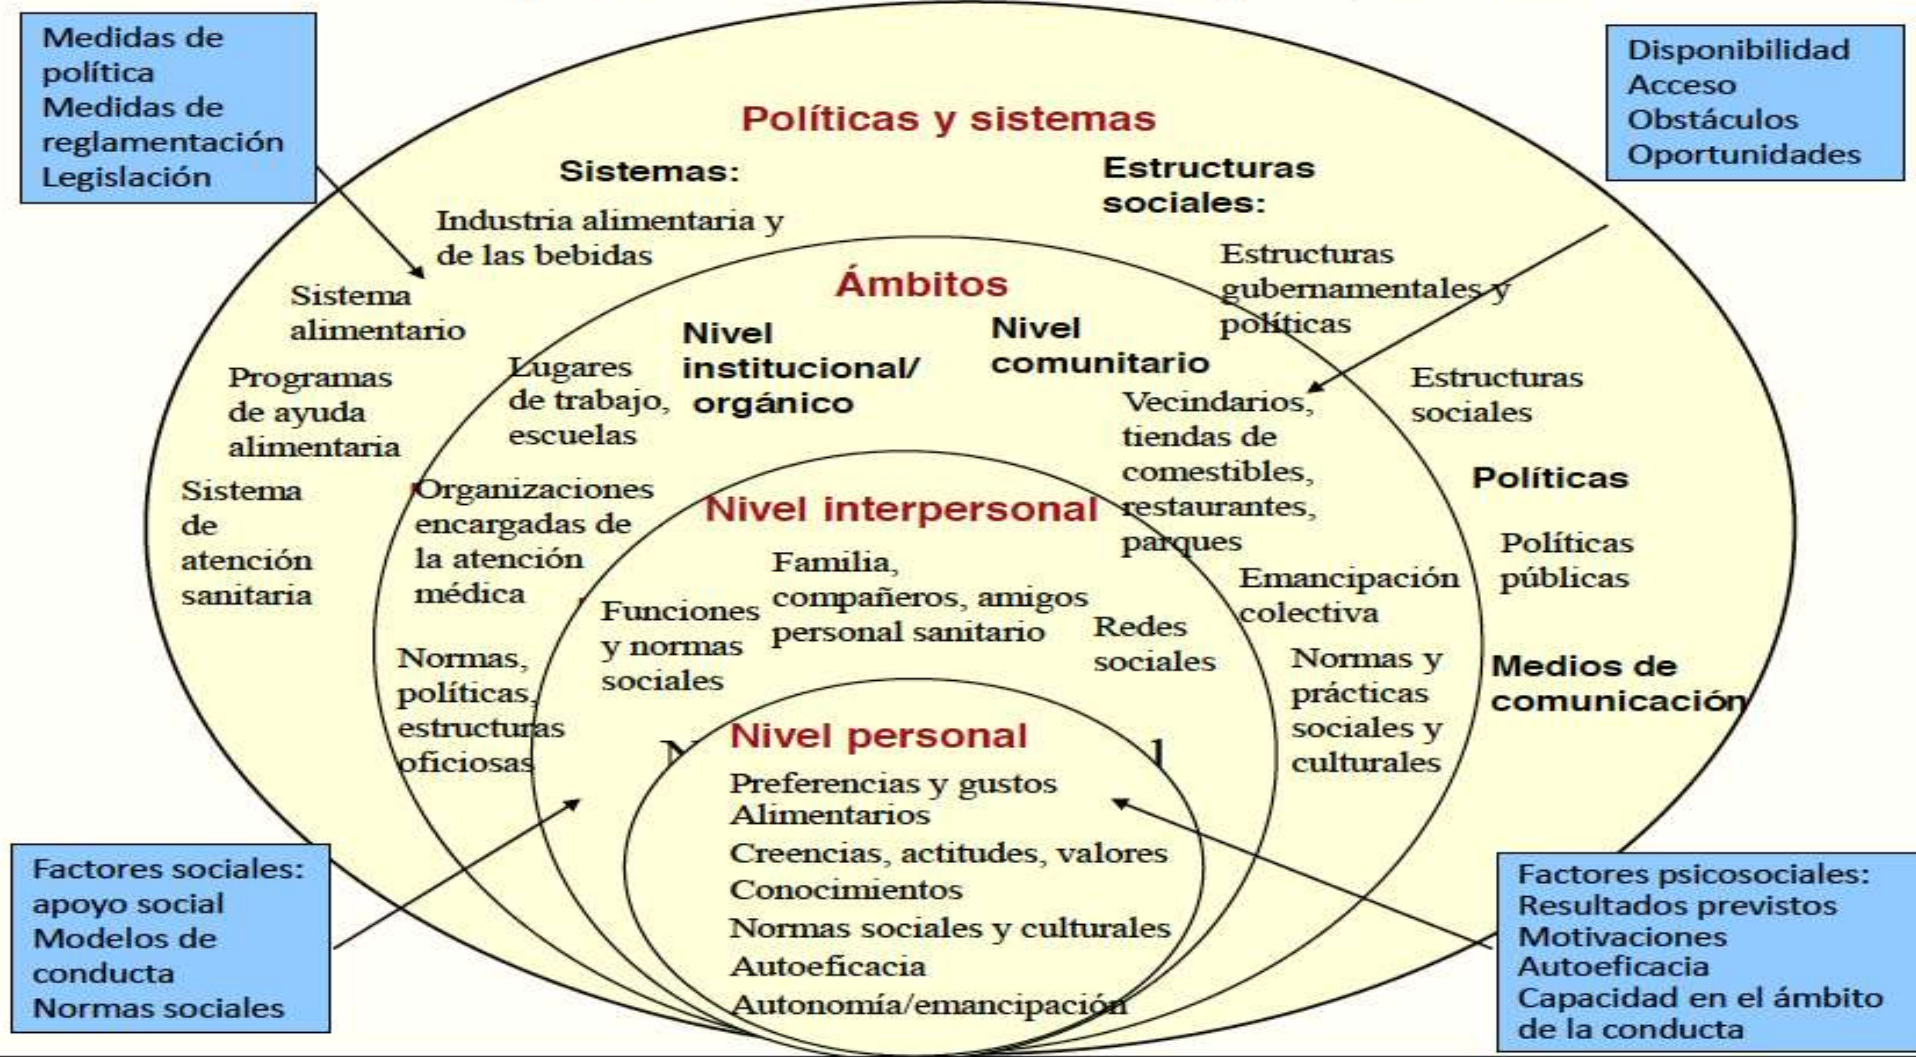 Medidas de
política
Medidas de
reglamentación
Legislación
Disponibilidad
Acceso
Obstáculos
Oportunidades
Políticas y sistemas
Sistemas:
Industria alimentaria y
de las bebidas
Sistema
alimentario
Programas
de ayuda
alimentaria
Sistema
de
atención
sanitaria
Estructuras
sociales:
Estructuras
gubernamentales y
políticas
Estructuras
sociales
Políticas
Políticas
públicas
Medios de
comunicación
Ámbitos
Nivel
institucional/
orgánico
Lugares
de trabajo,
escuelas
Organizaciones
encargadas de
la atención
médica
Normas,
políticas,
estructuras
oficiosas
Nivel
comunitario
Vecindarios,
tiendas de
comestibles,
restaurantes,
parques
Emancipación
colectiva
Normas y
prácticas
sociales y
culturales
Nivel interpersonal
Familia,
compañeros, amigos
personal sanitario
Funciones
y normas
sociales
Redes
sociales
Nivel personal
Preferencias y gustos
Alimentarios
Creencias, actitudes, valores
Conocimientos
Normas sociales y culturales
Autoeficacia
Autonomía/emancipación
Factores sociales:
apoyo social
Modelos de
conducta
Normas sociales
Factores psicosociales:
Resultados previstos
Motivaciones
Autoeficacia
Capacidad en el ámbito
de la conducta